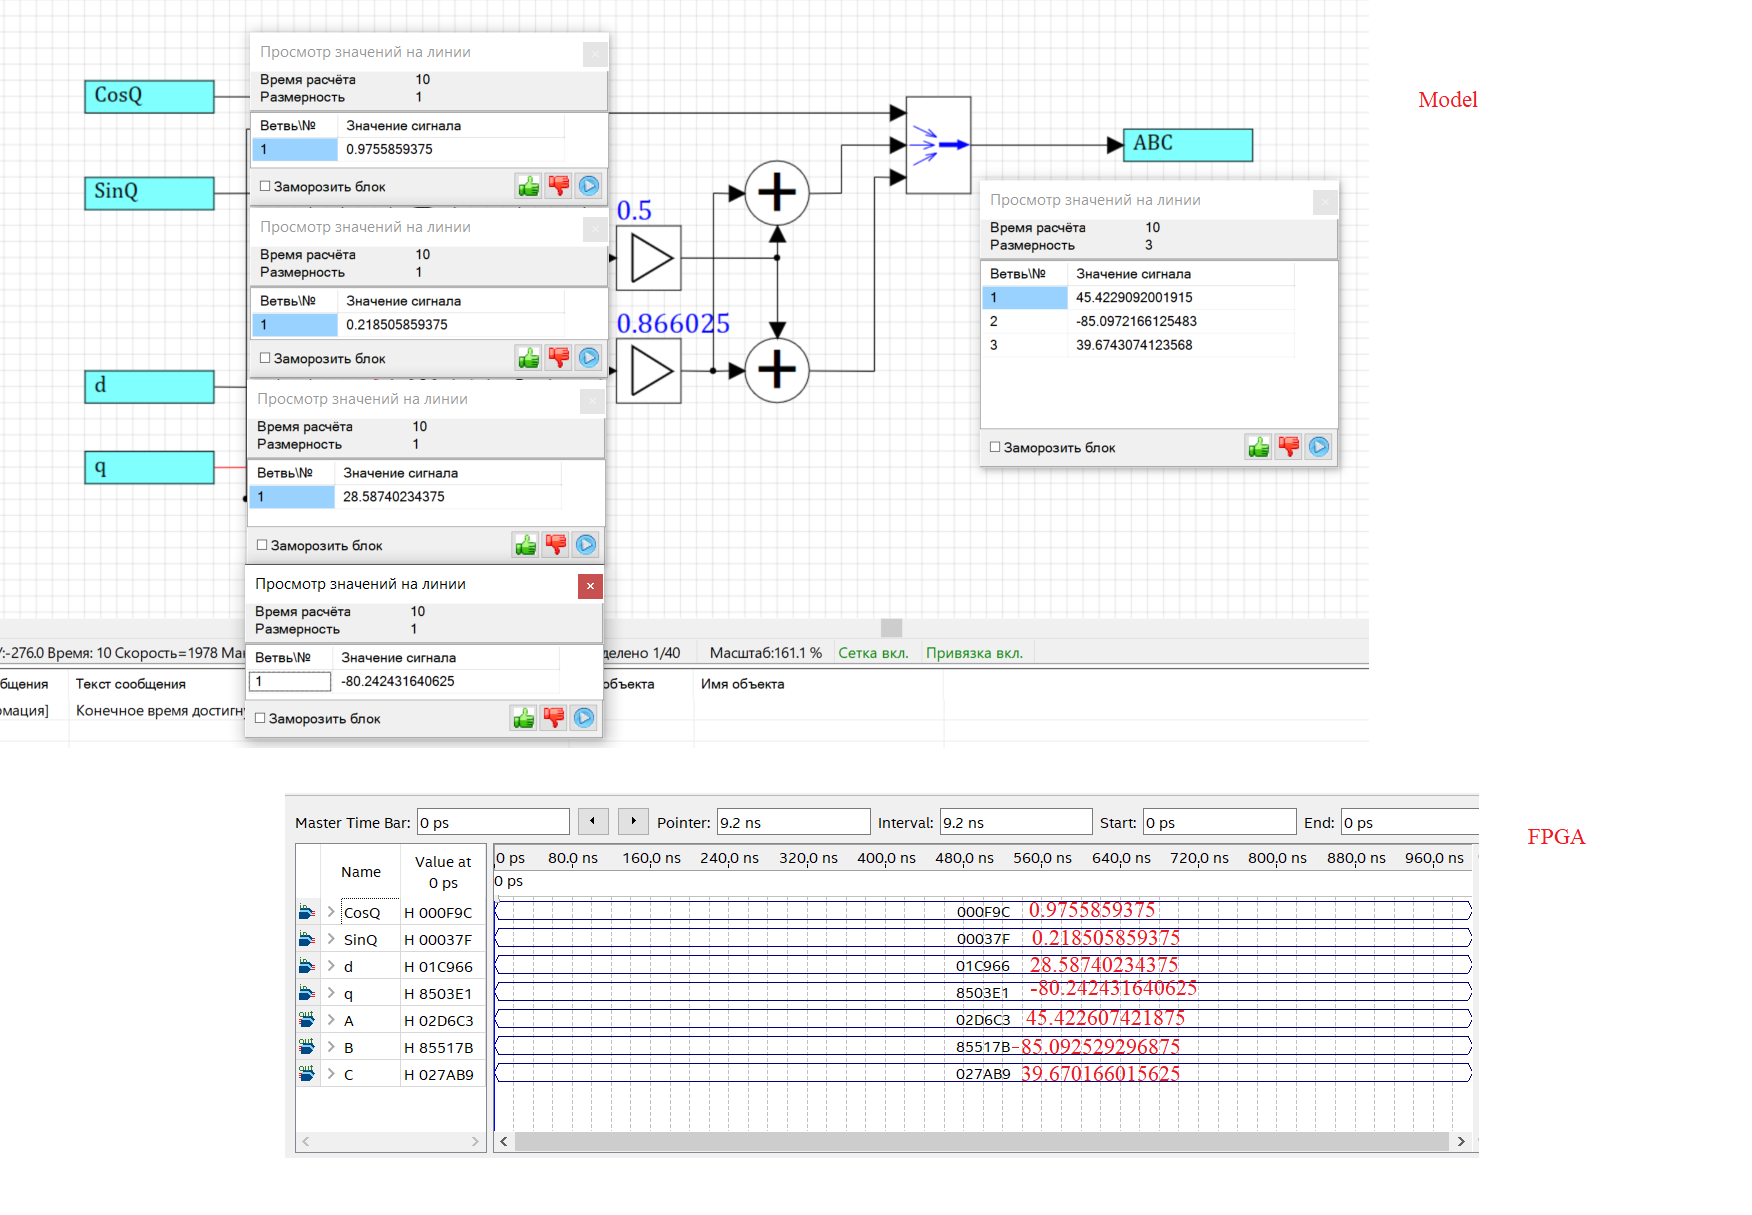 Просмотр значений на линии
Время расчёта 10
Размерность 1
Ветвь\№ Значение сигнала
1 0.9755859375
Заморозить блок
CosQ
SinQ
d
q
Просмотр значений на линии
Время расчёта 10
Размерность 1
Ветвь\№ Значение сигнала
1 0.218505859375
Заморозить блок
Просмотр значений на линии
Время расчёта 10
Размерность 1
Ветвь\№ Значение сигнала
1 28.58740234375
Заморозить блок
Просмотр значений на линии
Время расчёта 10
Размерность 1
Ветвь\№ Значение сигнала
1 -80.242431640625
Заморозить блок
0.5
0.866025
ABC
Model
Просмотр значений на линии
Время расчёта 10
Размерность 3
Ветвь\№ Значение сигнала
1 45.4229092001915
2 -85.0972166125483
3 39.6743074123568
Заморозить блок
Y:-276.0 Время: 10 Скорость=1978 Мак
делено 1/40 Масштаб:161.1 % Сетка вкл. Привязка вкл.
бщения Текст сообщения объекта Имя объекта
рмация] Конечное время достигну
Master Time Bar: 0 ps Pointer: 9.2 ns Interval: 9.2 ns Start: 0 ps End: 0 ps
FPGA
Name Value at 0 ps
0 ps 80.0 ns 160.0 ns 240.0 ns 320.0 ns 400.0 ns 480.0 ns 560.0 ns 640.0 ns 720.0 ns 800.0 ns 880.0 ns 960.0 ns
0 ps
CosQ H 000F9C 000F9C 0.9755859375
SinQ H 00037F 00037F 0.218505859375
d H 01C966 01C966 28.58740234375
q H 8503E1 8503E1 -80.242431640625
A H 02D6C3 02D6C3 45.422607421875
B H 85517B 85517B -85.092529296875
C H 027AB9 027AB9 39.670166015625